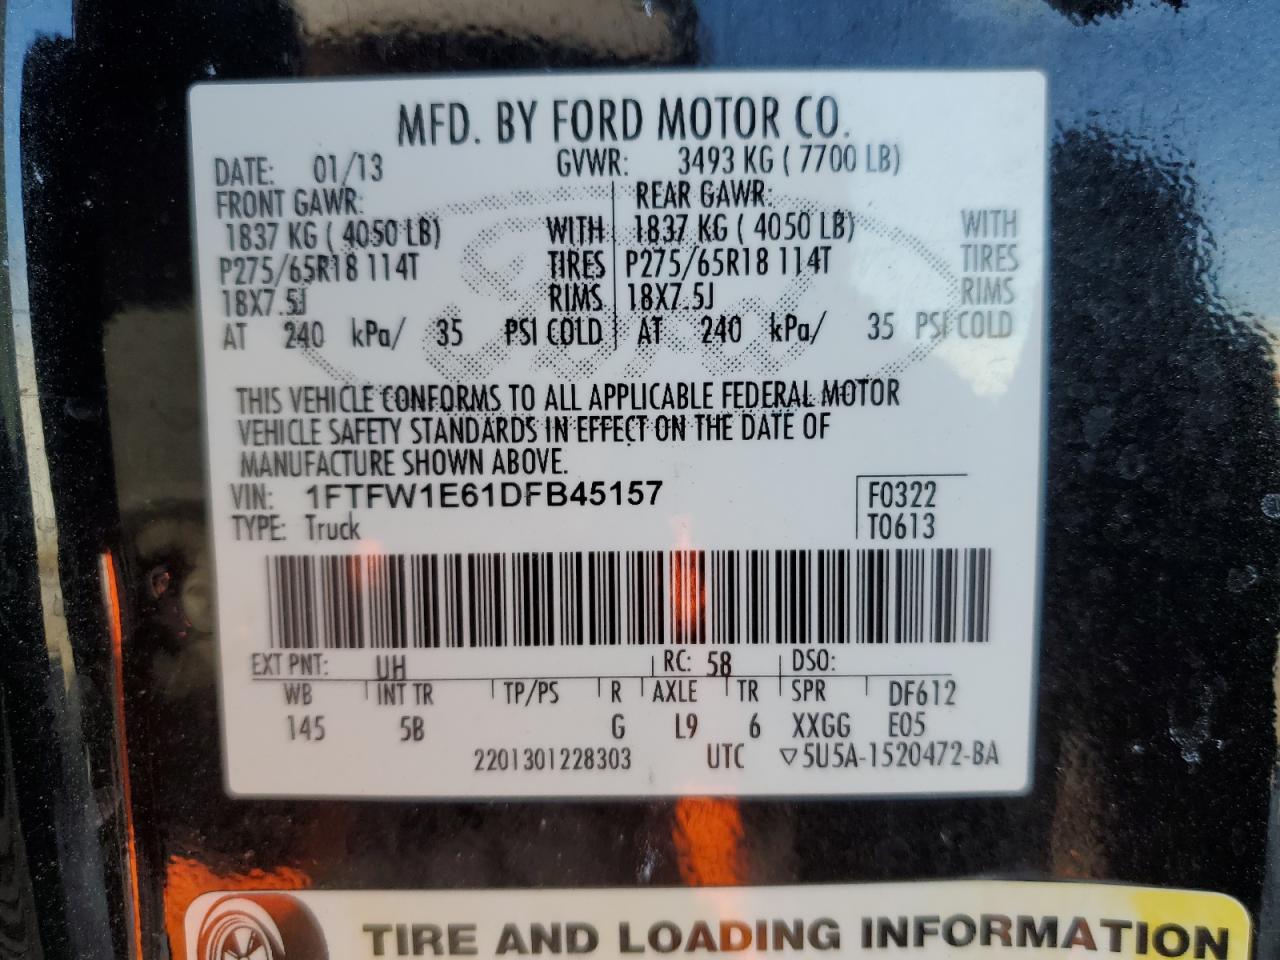 MFD. BY FORD MOTOR CO.
DATE: 01/13 GVWR: 3493 KG ( 7700 LB)
FRONT GAWR: REAR GAWR:
1837 KG ( 4050 LB) WITH 1837 KG ( 4050 LB) WITH
P275/65R18 114T TIRES P275/65R18 114T TIRES
18X7.5J RIMS 18X7.5J RIMS
AT 240 kPa/ 35 PSI COLD AT 240 kPa/ 35 PSI COLD
THIS VEHICLE CONFORMS TO ALL APPLICABLE FEDERAL MOTOR
VEHICLE SAFETY STANDARDS IN EFFECT ON THE DATE OF
MANUFACTURE SHOWN ABOVE.
VIN: 1FTFW1E61DFB45157 F0322
TYPE: Truck T0613
EXT PNT: UH RC: 58 DSO:
WB INT TR TP/PS R AXLE TR SPR DF612
145 5B G L9 6 XXGG E05
2201301228303 UTC ▽5U5A-1520472-BA
TIRE AND LOADING INFORMATION